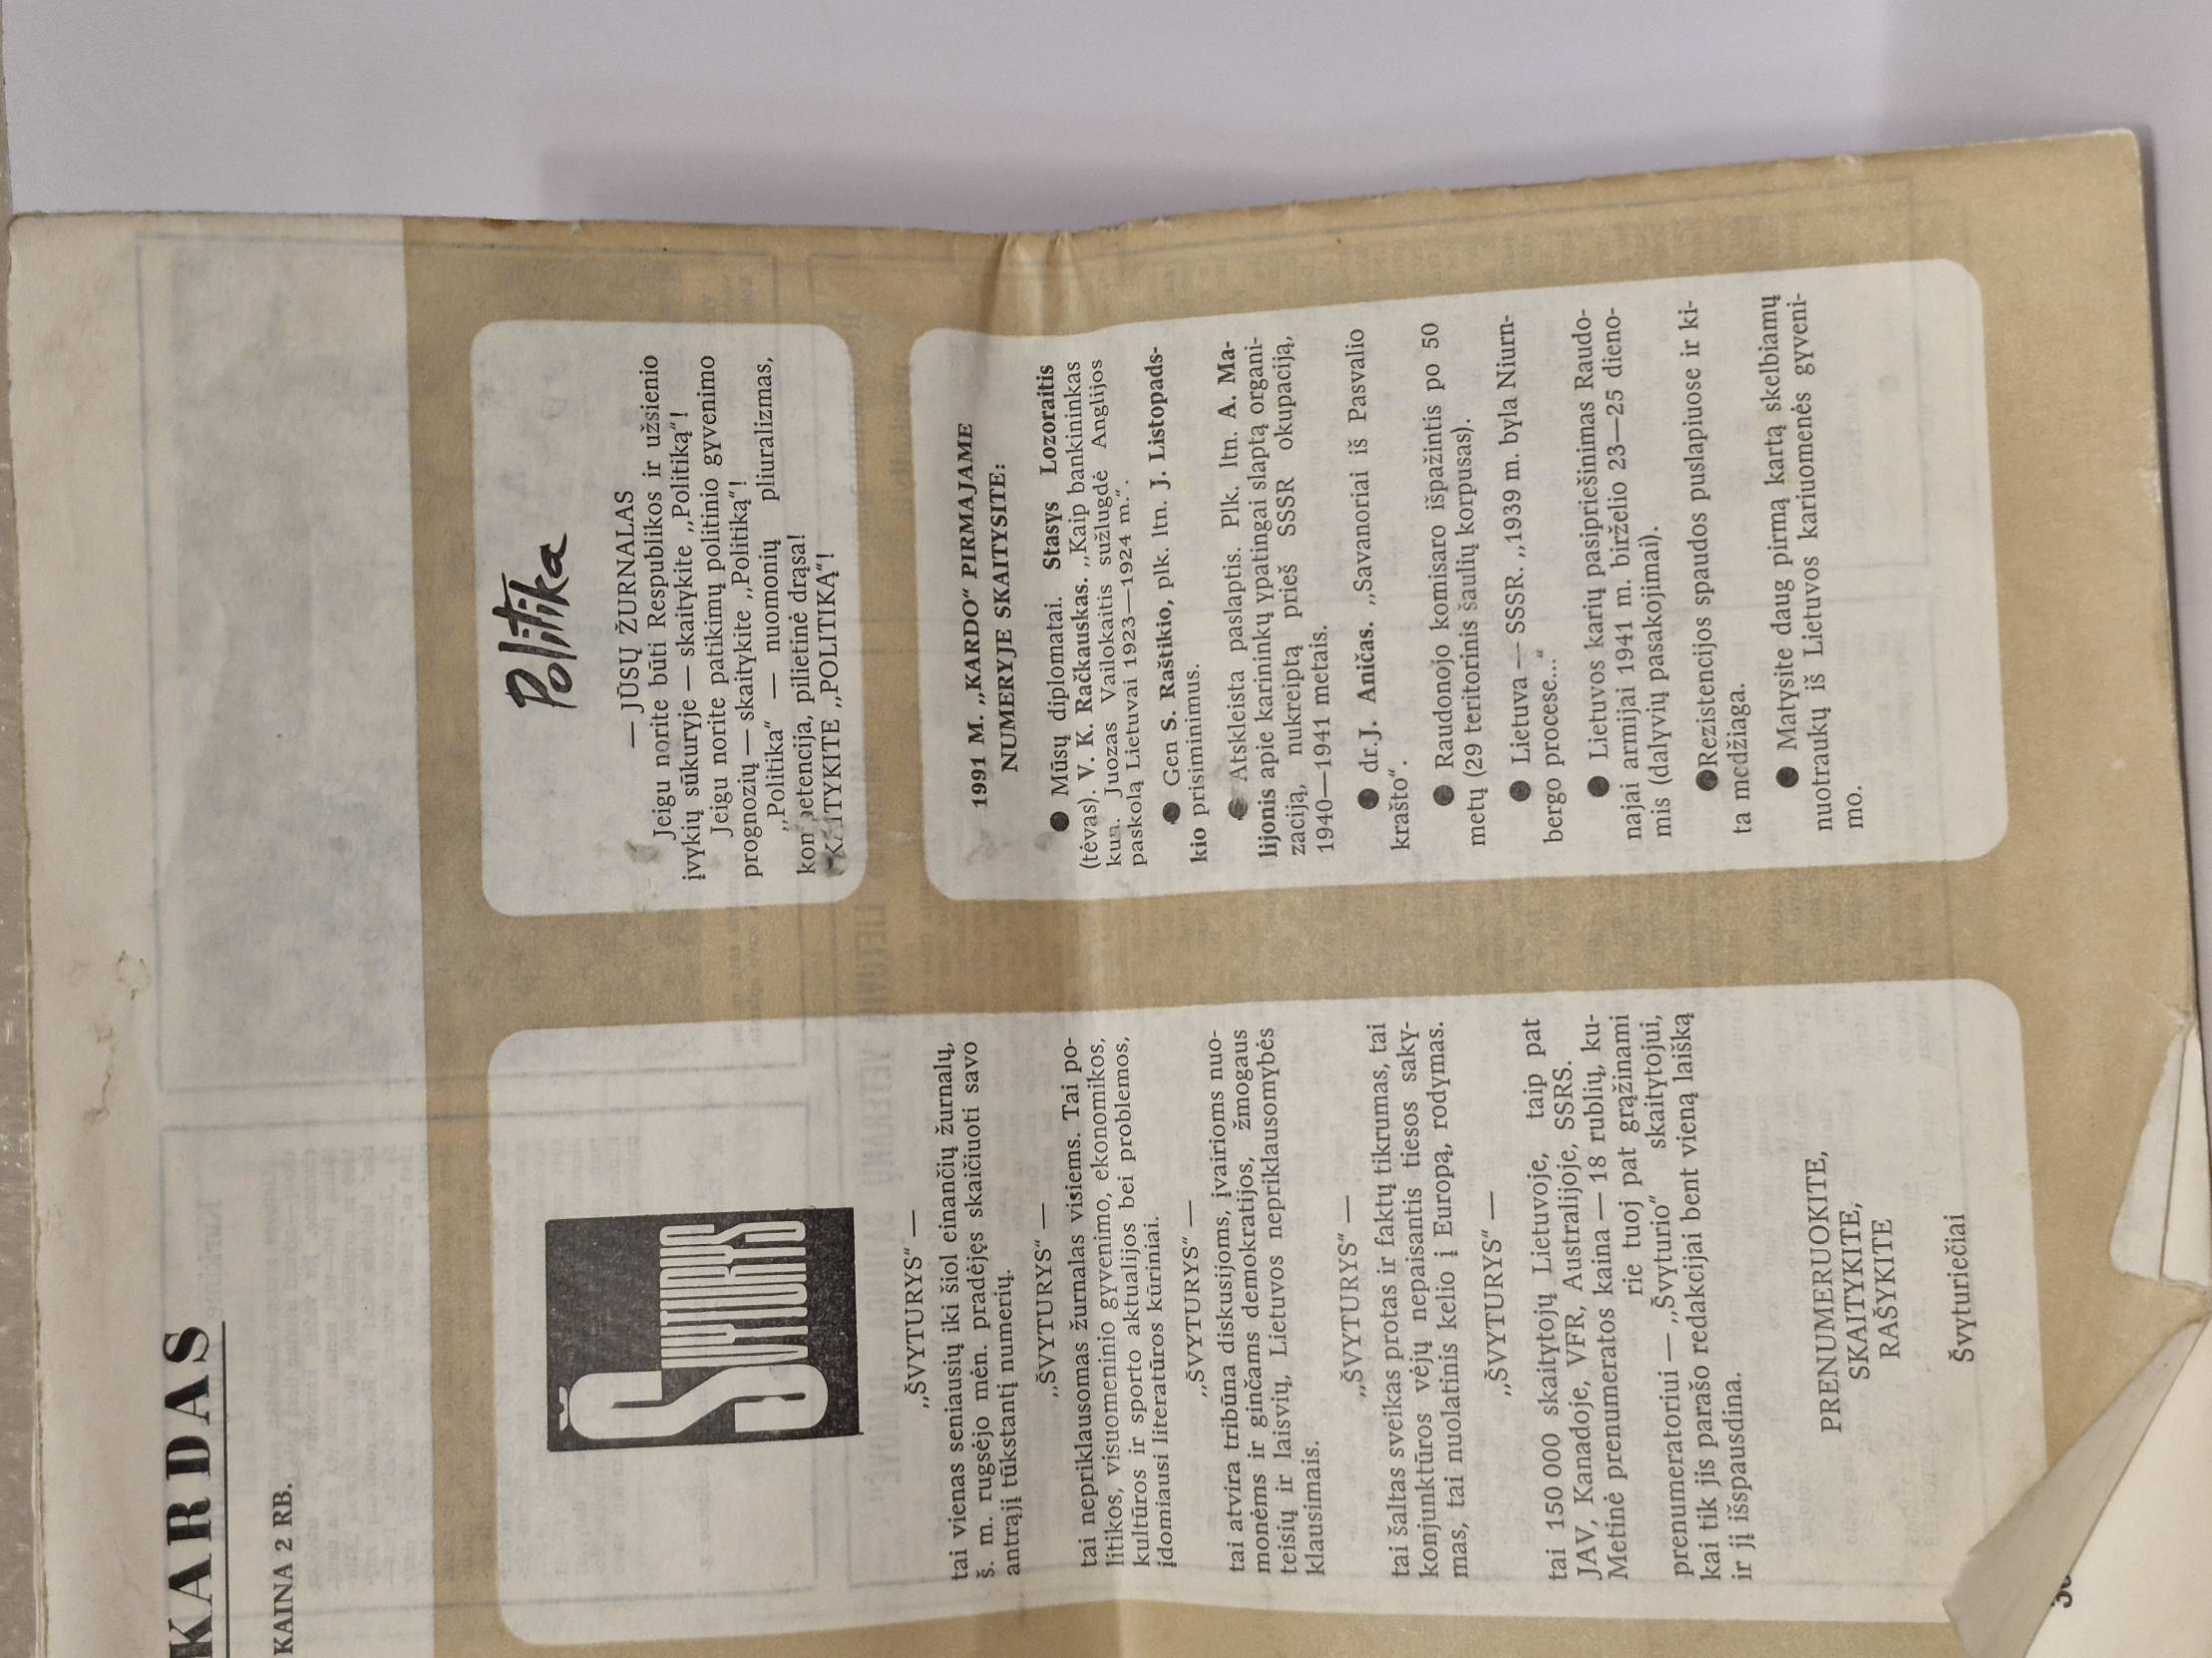 KARDAS
KAINA 2 RB.
ŠVYTURYS
„ŠVYTURYS“ —
tai vienas seniausių iki šiol einančių žurnalų,
š. m. rugsėjo mėn. pradėjęs skaičiuoti savo
antrąjį tūkstantį numerių.
„ŠVYTURYS“ —
tai nepriklausomas žurnalas visiems. Tai po-
litikos, visuomeninio gyvenimo, ekonomikos,
kultūros ir sporto aktualijos bei problemos,
įdomiausi literatūros kūriniai.
„ŠVYTURYS“ —
tai atvira tribūna diskusijoms, įvairioms nuo-
monėms ir ginčams demokratijos, žmogaus
teisių ir laisvių, Lietuvos nepriklausomybės
klausimais.
„ŠVYTURYS“ —
tai šaltas sveikas protas ir faktų tikrumas, tai
konjunktūros vėjų nepaisantis tiesos saky-
mas, tai nuolatinis kelio į Europą, rodymas.
„ŠVYTURYS“ —
tai 150 000 skaitytojų Lietuvoje, taip pat
JAV, Kanadoje, VFR, Australijoje, SSRS.
Metinė prenumeratos kaina — 18 rublių, ku-
rie tuoj pat grąžinami
prenumeratoriui — „Švyturio“ skaitytojui,
kai tik jis parašo redakcijai bent vieną laišką
ir jį išspausdina.
PRENUMERUOKITE,
SKAITYKITE,
RAŠYKITE
Švyturiečiai
Politika
— JŪSŲ ŽURNALAS
Jeigu norite būti Respublikos ir užsienio
įvykių sūkuryje — skaitykite „Politiką“!
Jeigu norite patikimų politinio gyvenimo
prognozių — skaitykite „Politiką“!
„Politika“ — nuomonių pliuralizmas,
kompetencija, pilietinė drąsa!
SKAITYKITE „POLITIKĄ“!
1991 M. „KARDO“ PIRMAJAME
NUMERYJE SKAITYSITE:
● Mūsų diplomatai. Stasys Lozoraitis
(tėvas). V. K. Račkauskas. „Kaip bankininkas
kun. Juozas Vailokaitis sužlugdė Anglijos
paskolą Lietuvai 1923—1924 m.“.
● Gen S. Raštikio, plk. ltn. J. Listopads-
kio prisiminimus.
● Atskleista paslaptis. Plk. ltn. A. Ma-
lijonis apie karininkų ypatingai slaptą organi-
zaciją, nukreiptą prieš SSSR okupaciją,
1940—1941 metais.
● dr.J. Aničas. „Savanoriai iš Pasvalio
krašto“.
● Raudonojo komisaro išpažintis po 50
metų (29 teritorinis šaulių korpusas).
● Lietuva — SSSR. „1939 m. byla Niurn-
bergo procese...“
● Lietuvos karių pasipriešinimas Raudo-
najai armijai 1941 m. birželio 23—25 dieno-
mis (dalyvių pasakojimai).
●Rezistencijos spaudos puslapiuose ir ki-
ta medžiaga.
● Matysite daug pirmą kartą skelbiamų
nuotraukų iš Lietuvos kariuomenės gyveni-
mo.